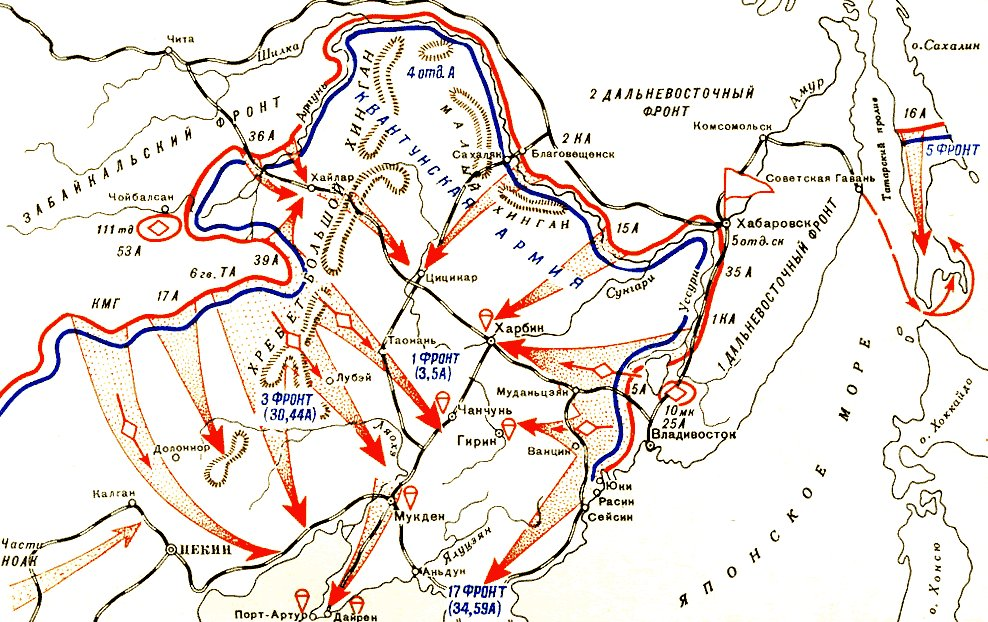 Чита
Шилка
о. Сахалин
4 отд. А
ХИНГАН
Аргунь
КВАНТУНСКАЯ АРМИЯ
МАЛЫЙ
ХИНГАН
2 ДАЛЬНЕВОСТОЧНЫЙ
ФРОНТ
Амур
16 А
5 ФРОНТ
Татарский пролив
ЗАБАЙКАЛЬСКИЙ ФРОНТ
36 А
2 КА
Комсомольск
Сахалян
Благовещенск
Хайлар
Советская Гавань
Чойбалсан
111 тд
53 А
39А
БОЛЬШОЙ
15 А
Хабаровск
5 отд. ск
35 А
6 гв. ТА
КМГ
17 А
Цицикар
Сунгари
Уссури
1 КА
1 ДАЛЬНЕВОСТОЧНЫЙ ФРОНТ
ХРЕБЕТ
Харбин
Таонань
1 ФРОНТ
(3,5А)
Лубэй
3 ФРОНТ
(30,44А)
Муданьцзян
5А
10 мк
25А
Чанчунь
Гирин
Ванцин
Владивосток
Ляохэ
Долоннор
Юки
Расин
Сейсин
Калган
Мукден
Части
НОАК
ПЕКИН
Ялуцзян
Аньдун
17 ФРОНТ
(34,59А)
Порт-Артур
Дайрен
ЯПОНСКОЕ МОРЕ
о. Хоккайдо
о. Хонсю